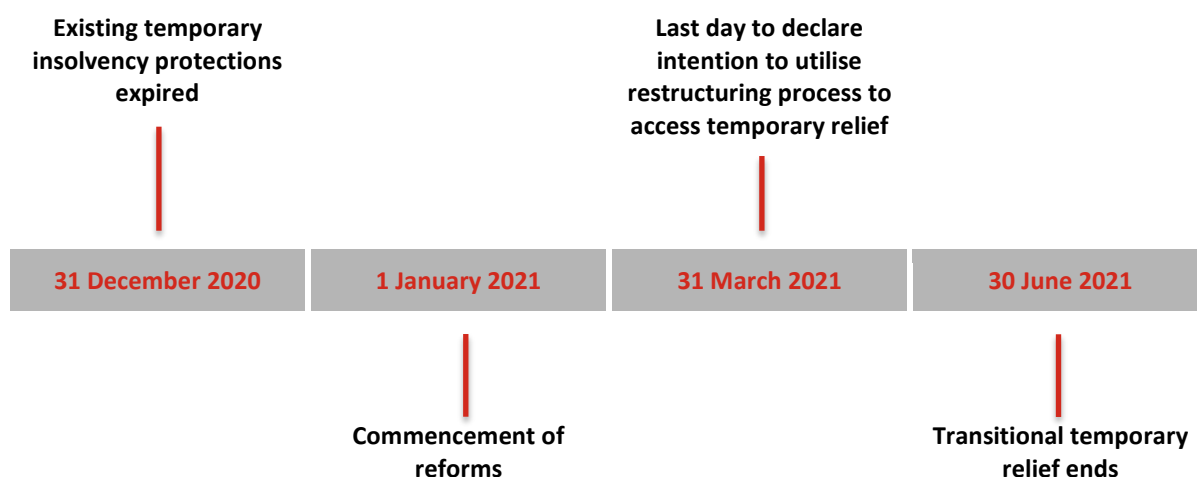 Existing temporary
insolvency protections
expired
Last day to declare
intention to utilise
restructuring process to
access temporary relief
31 December 2020
1 January 2021
31 March 2021
30 June 2021
Commencement of
reforms
Transitional temporary
relief ends